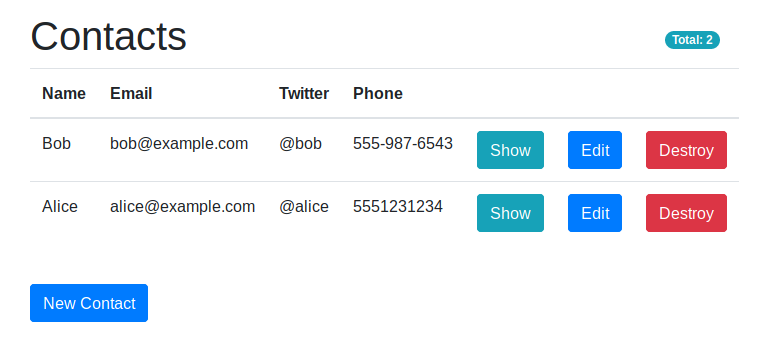 Contacts Total: 2
Name Email Twitter Phone
Bob bob@example.com @bob 555-987-6543 Show Edit Destroy
Alice alice@example.com @alice 5551231234 Show Edit Destroy
New Contact